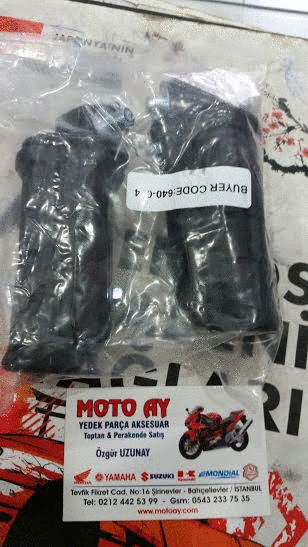 JAPONYA'NIN
BUYER CODE:640-
MOTO AY
YEDEK PARÇA AKSESUAR
Toptan & Perakende Satış
Özgür UZUNAY
HONDA YAMAHA SUZUKI Kawasaki MONDIAL
Tevfik Fikret Cad. No:16 Şirinevler - Bahçelievler / İSTANBUL
Tel: 0212 442 53 99 - Gsm: 0543 233 75 35
www.motoay.com